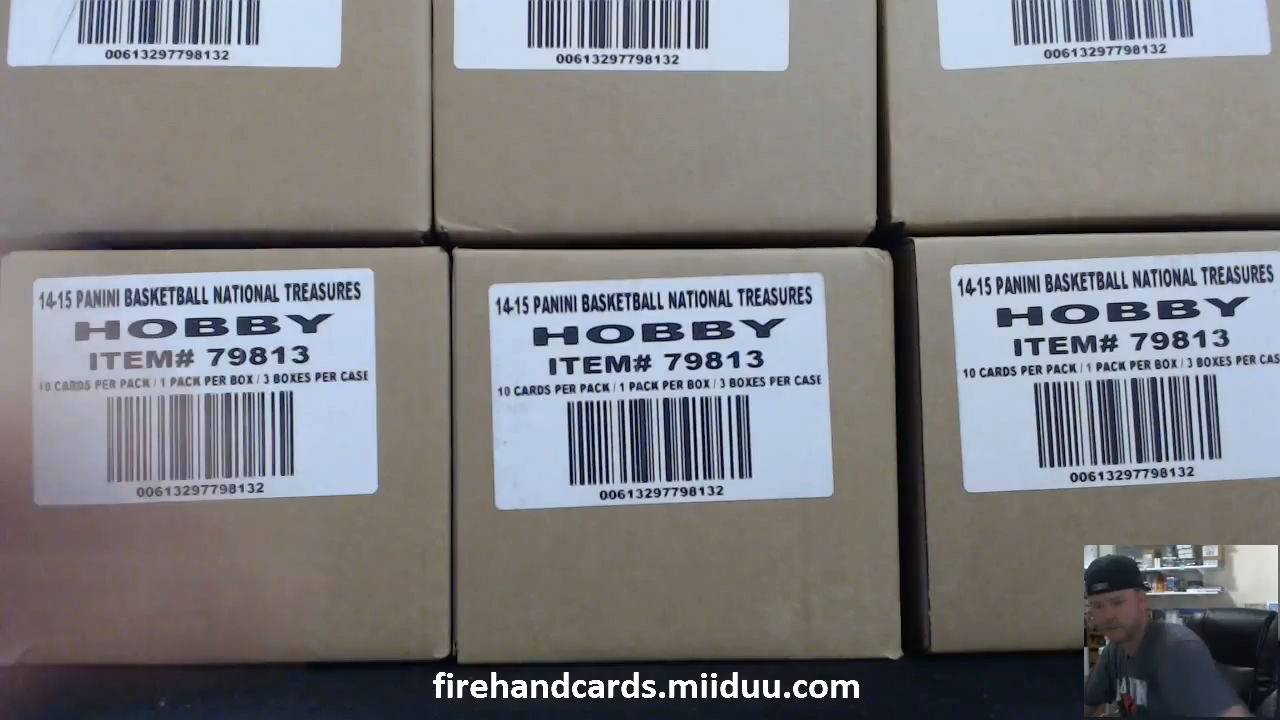 00613297798132
00613297798132
00613297798132
14-15 PANINI BASKETBALL NATIONAL TREASURES
HOBBY
ITEM# 79813
10 CARDS PER PACK / 1 PACK PER BOX / 3 BOXES PER CASE
00613297798132
14-15 PANINI BASKETBALL NATIONAL TREASURES
HOBBY
ITEM# 79813
10 CARDS PER PACK / 1 PACK PER BOX / 3 BOXES PER CASE
00613297798132
14-15 PANINI BASKETBALL NATIONAL TREASURES
HOBBY
ITEM# 79813
10 CARDS PER PACK / 1 PACK PER BOX / 3 BOXES PER CAS
00613297798132
firehandcards.miiduu.com